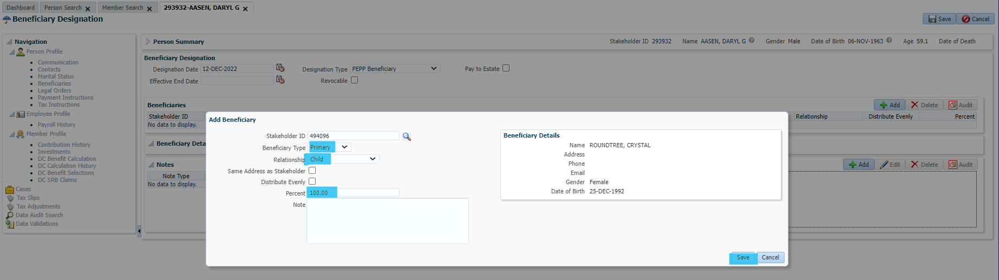 Dashboard Person Search Member Search 293932-AASEN, DARYL G
Beneficiary Designation Save Cancel
Navigation
Person Profile
Communication
Contacts
Marital Status
Beneficiaries
Legal Orders
Payment Instructions
Tax Instructions
Employee Profile
Payroll History
Member Profile
Contribution History
Investments
DC Benefit Calculation
DC Calculation History
DC Benefit Selections
DC SRB Claims
Cases
Tax Slips
Tax Adjustments
Data Audit Search
Data Validations
Person Summary Stakeholder ID 293932 Name AASEN, DARYL G Gender Male Date of Birth 06-NOV-1963 Age 59.1 Date of Death
Beneficiary Designation
Designation Date 12-DEC-2022 Designation Type PEPP Beneficiary Pay to Estate
Effective End Date Revocable
Beneficiaries Add Delete Audit
Stakeholder ID Relationship Distribute Evenly Percent
No data to display.
Beneficiary Deta
Notes Add Edit Delete Audit
Note Type
No data to display.
Add Beneficiary
Stakeholder ID 494096
Beneficiary Type Primary
Relationship Child
Same Address as Stakeholder
Distribute Evenly
Percent 100.00
Note
Beneficiary Details
Name ROUNDTREE, CRYSTAL
Address
Phone
Email
Gender Female
Date of Birth 25-DEC-1992
Save Cancel